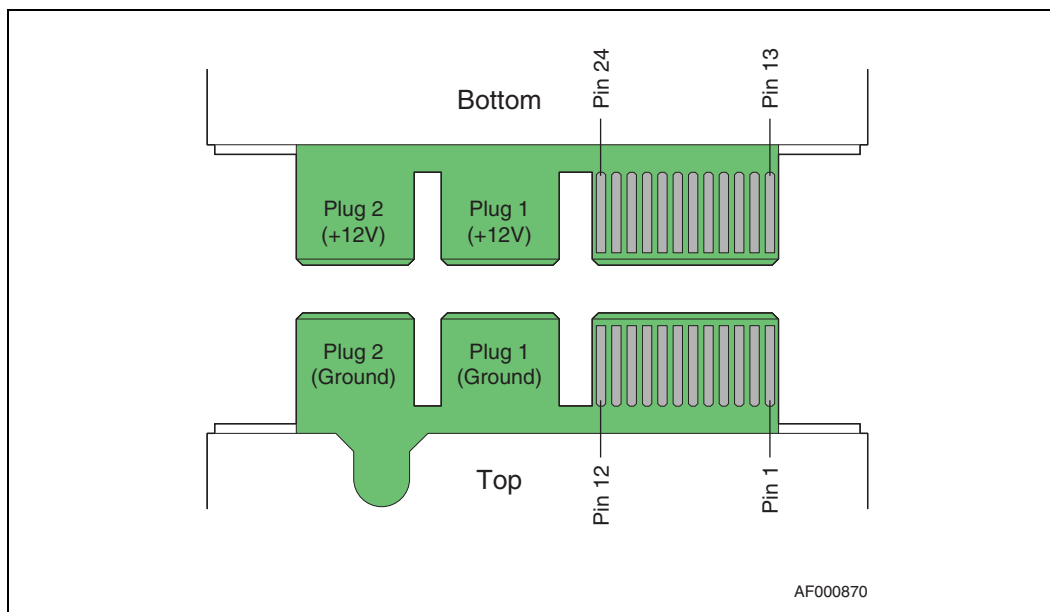 Pin 24
Pin 13
Bottom
Plug 2
(+12V)
Plug 1
(+12V)
Plug 2
(Ground)
Plug 1
(Ground)
Top
Pin 12
Pin 1
AF000870